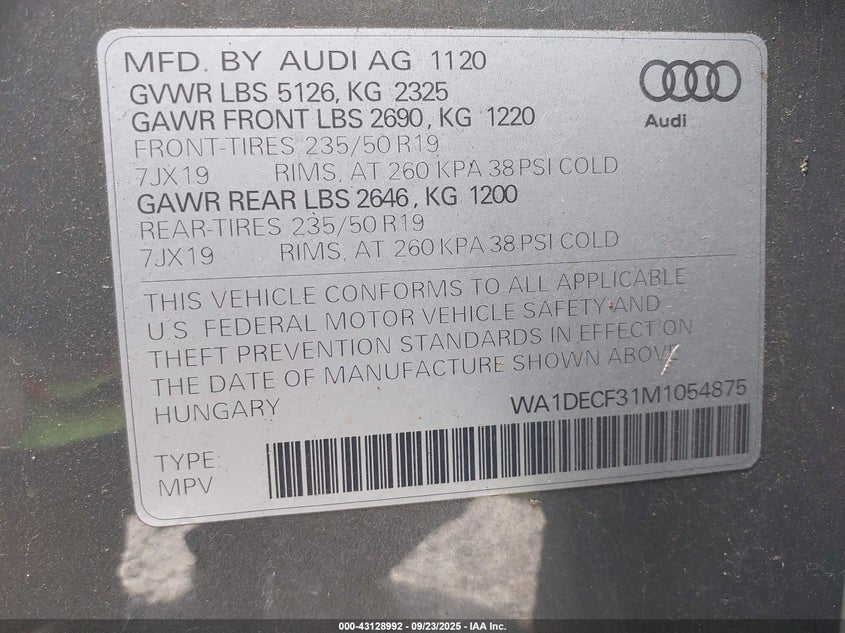 MFD. BY AUDI AG 1120
GVWR LBS 5126, KG 2325
GAWR FRONT LBS 2690, KG 1220
FRONT-TIRES 235/50 R19
7JX19 RIMS, AT 260 KPA 38 PSI COLD
GAWR REAR LBS 2646, KG 1200
REAR-TIRES 235/50 R19
7JX19 RIMS, AT 260 KPA 38 PSI COLD
Audi
THIS VEHICLE CONFORMS TO ALL APPLICABLE
U.S. FEDERAL MOTOR VEHICLE SAFETY AND
THEFT PREVENTION STANDARDS IN EFFECT ON
THE DATE OF MANUFACTURE SHOWN ABOVE
HUNGARY WA1DECF31M1054875
TYPE:
MPV
000-43128992 - 09/23/2025 - IAA Inc.